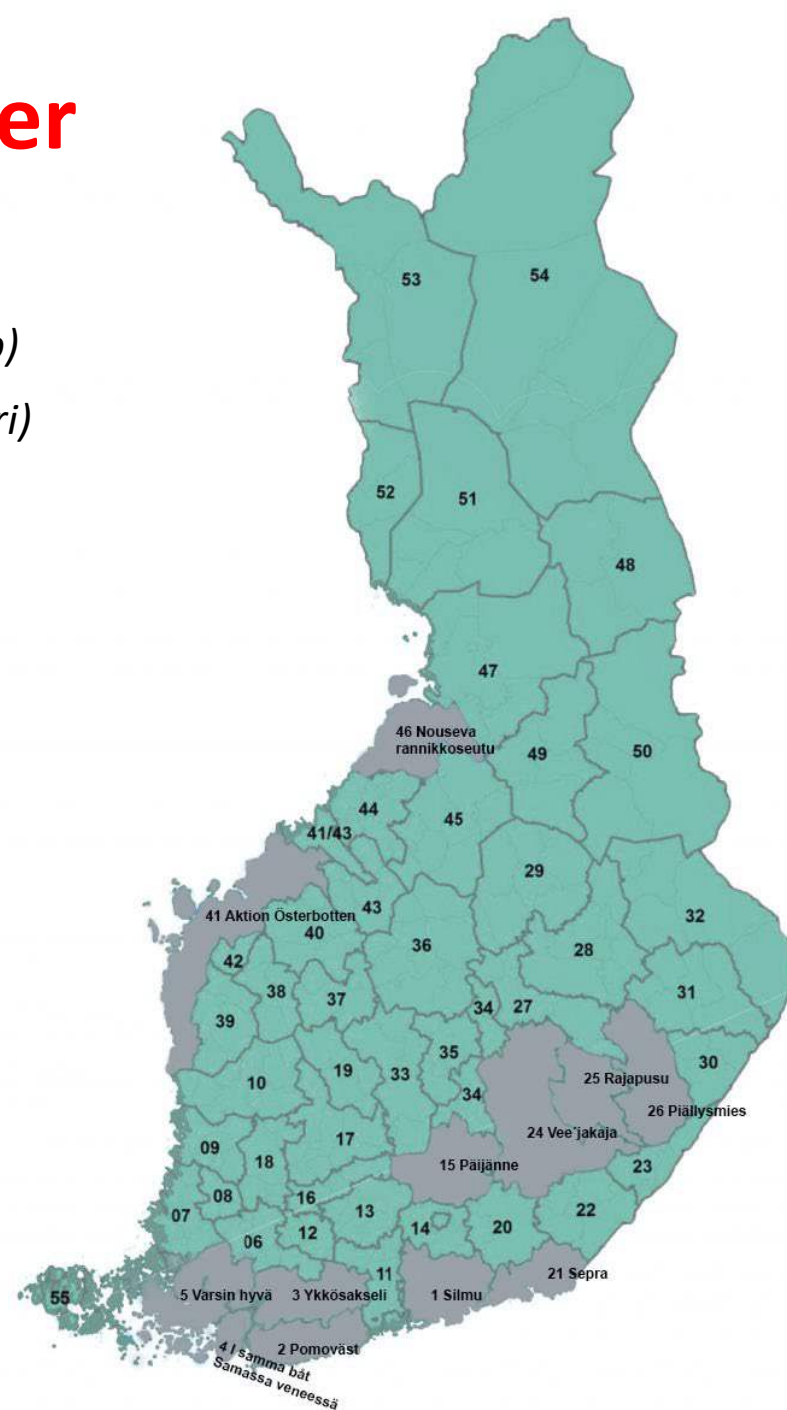 er
o)
ri)
53
54
52
51
48
47
46 Nouseva
rannikkoseutu
49
50
44
45
41/43
29
43
41 Aktion Österbotten
40
36
32
28
42
38
37
34
27
31
39
35
30
10
19
33
34
25 Rajapusu
26 Piällysmies
24 Vee´jakaja
09
18
17
15 Päijänne
23
08
16
07
13
14
20
22
06
12
11
21 Sepra
55
5 Varsin hyvä
3 Ykkösakseli
1 Silmu
4 I samma båt
Samassa veneessä
2 Pomoväst